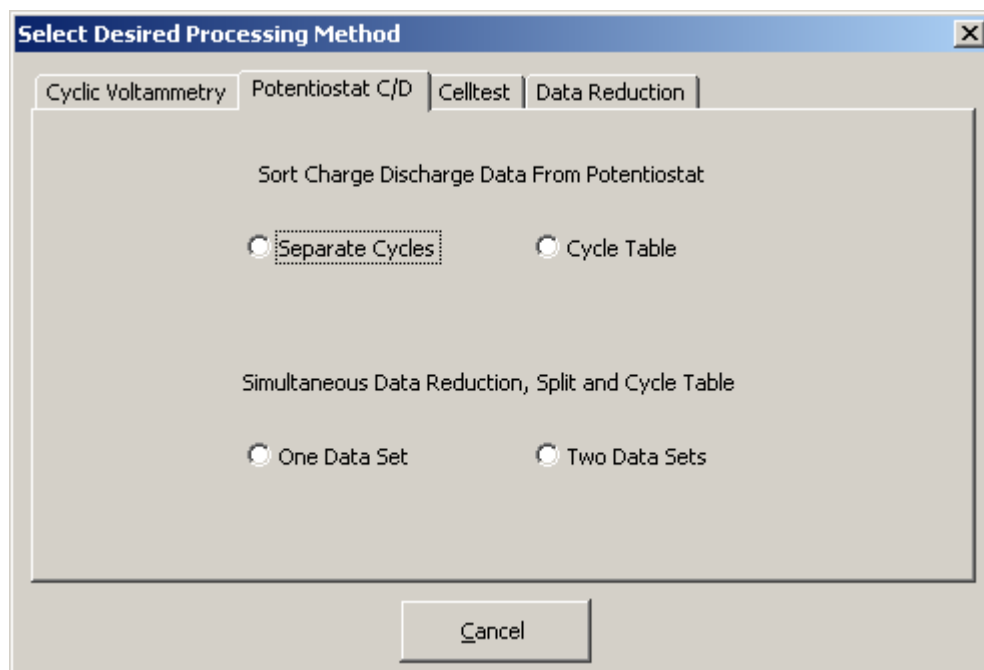 Select Desired Processing Method
Cyclic Voltammetry Potentiostat C/D Celltest Data Reduction
Sort Charge Discharge Data From Potentiostat
Separate Cycles Cycle Table
Simultaneous Data Reduction, Split and Cycle Table
One Data Set Two Data Sets
Cancel